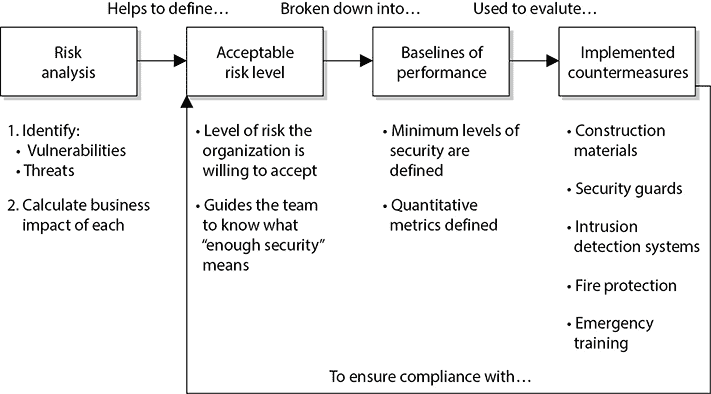 Helps to define…
Broken down into…
Used to evaluate…
Risk
analysis
Acceptable
risk level
Baselines of
performance
Implemented
countermeasures
1. Identify:
• Vulnerabilities
• Threats
2. Calculate business
impact of each
• Level of risk the
organization is
willing to accept
• Guides the team
to know what
“enough security”
means
• Minimum levels of
security are
defined
• Quantitative
metrics defined
• Construction
materials
• Security guards
• Intrusion
detection systems
• Fire protection
• Emergency
training
To ensure compliance with…